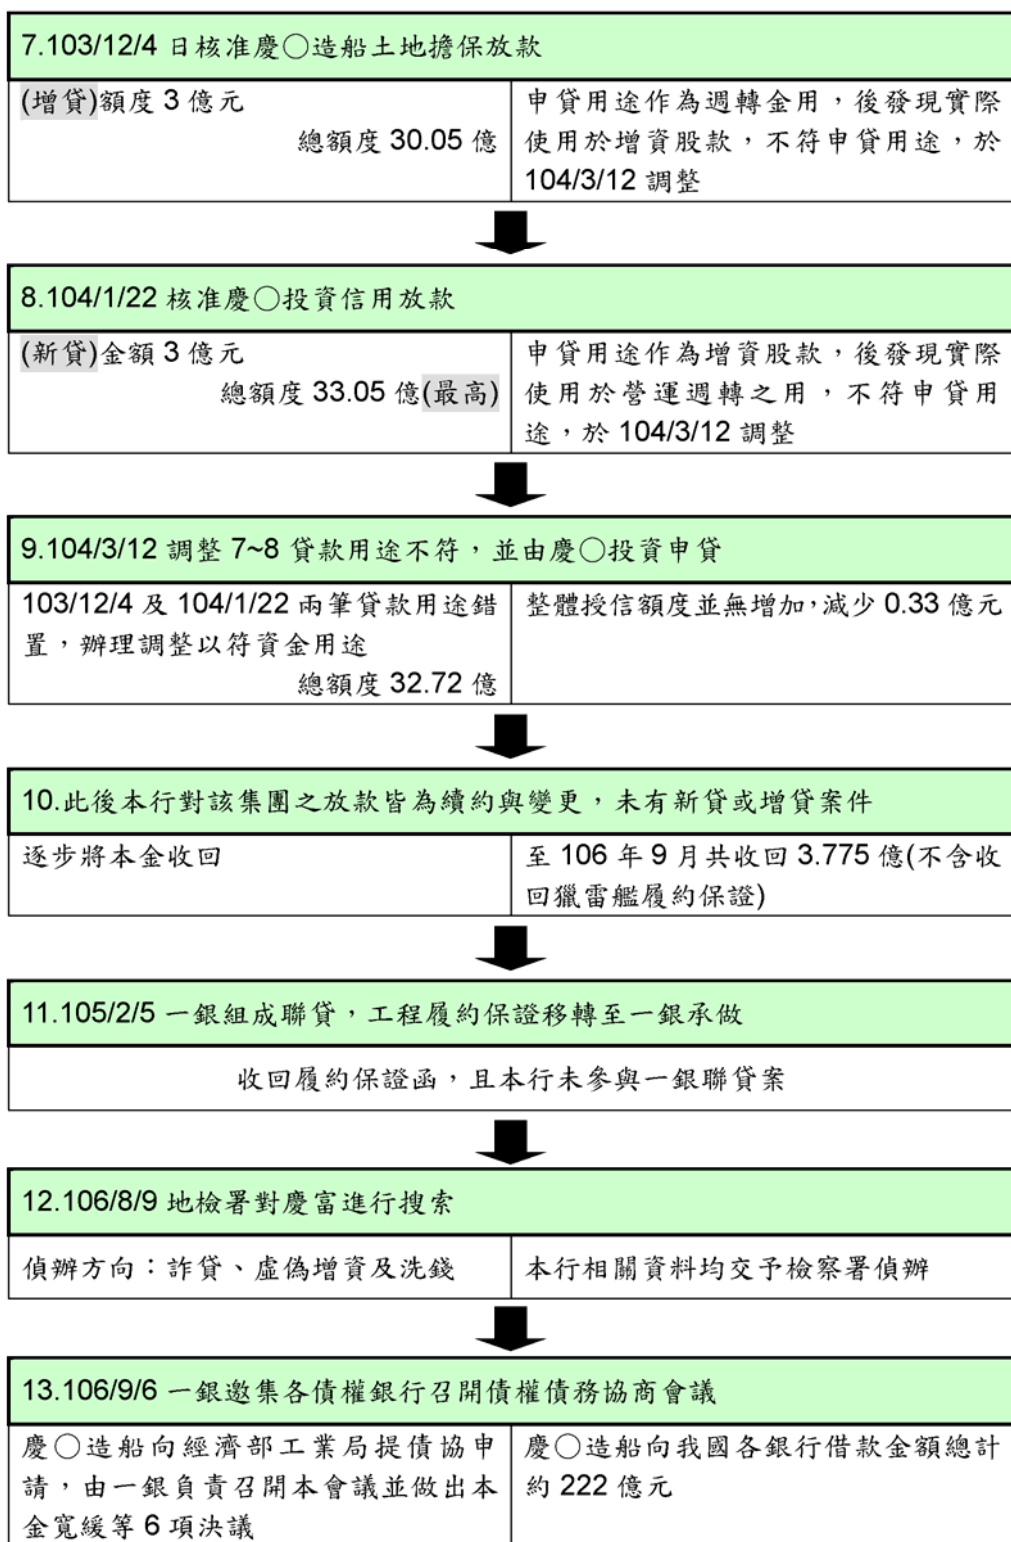 7.103/12/4 日核准慶○造船土地擔保放款
(增貸)額度 3 億元
總額度 30.05 億
申貸用途作為週轉金用，後發現實際
使用於增資股款，不符申貸用途，於
104/3/12 調整
8.104/1/22 核准慶○投資信用放款
(新貸)金額 3 億元
總額度 33.05 億(最高)
申貸用途作為增資股款，後發現實際
使用於營運週轉之用，不符申貸用
途，於 104/3/12 調整
9.104/3/12 調整 7~8 貸款用途不符，並由慶○投資申貸
103/12/4 及 104/1/22 兩筆貸款用途錯
置，辦理調整以符資金用途
總額度 32.72 億
整體授信額度並無增加，減少 0.33 億元
10.此後本行對該集團之放款皆為續約與變更，未有新貸或增貸案件
逐步將本金收回
至 106 年 9 月共收回 3.775 億(不含收
回獵雷艦履約保證)
11.105/2/5 一銀組成聯貸，工程履約保證移轉至一銀承做
收回履約保證函，且本行未參與一銀聯貸案
12.106/8/9 地檢署對慶富進行搜索
偵辦方向：詐貸、虛偽增資及洗錢
本行相關資料均交予檢察署偵辦
13.106/9/6 一銀邀集各債權銀行召開債權債務協商會議
慶○造船向經濟部工業局提債協申
請，由一銀負責召開本會議並做出本
金寬緩等 6 項決議
慶○造船向我國各銀行借款金額總計
約 222 億元